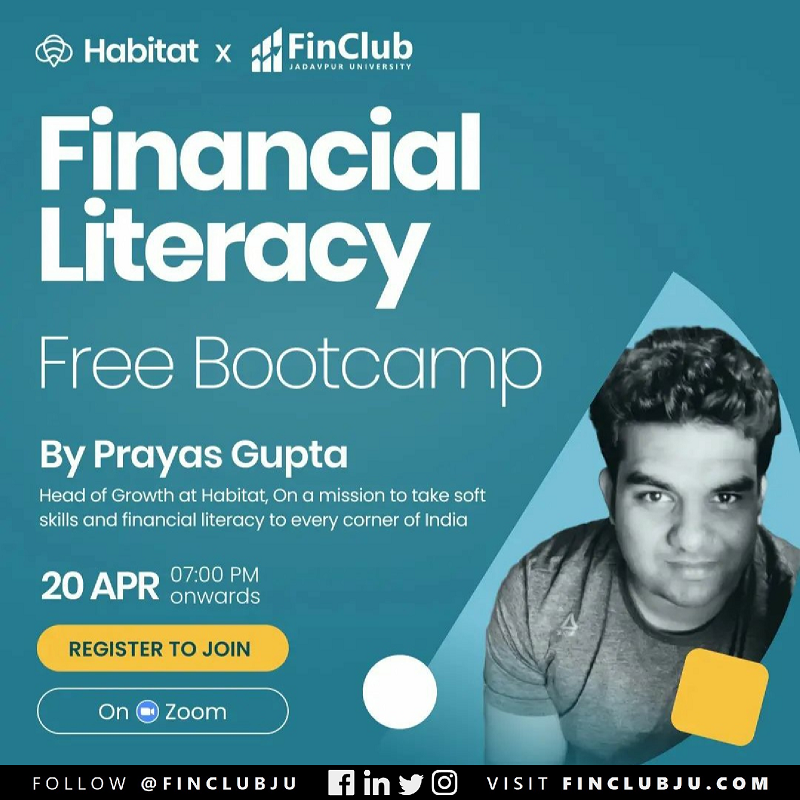 Habitat x FinClub
JADAVPUR UNIVERSITY
Financial
Literacy
Free Bootcamp
By Prayas Gupta
Head of Growth at Habitat, On a mission to take soft
skills and financial literacy to every corner of India
20 APR 07:00 PM
onwards
REGISTER TO JOIN
On Zoom
FOLLOW @FINCLUBJU VISIT FINCLUBJU.COM